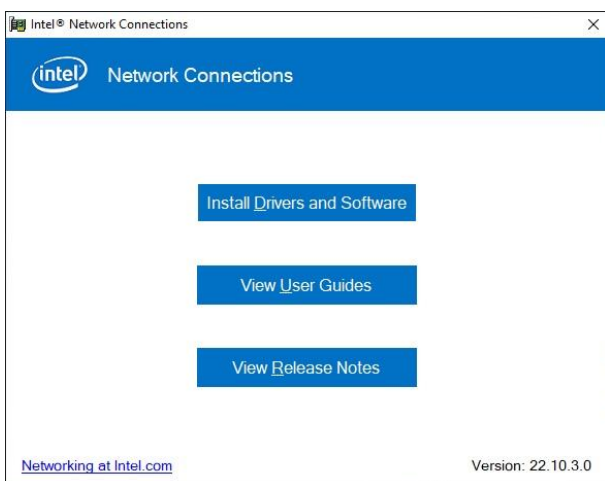 Intel® Network Connections
intel
Network Connections
Install Drivers and Software
View User Guides
View Release Notes
Networking at Intel.com
Version: 22.10.3.0